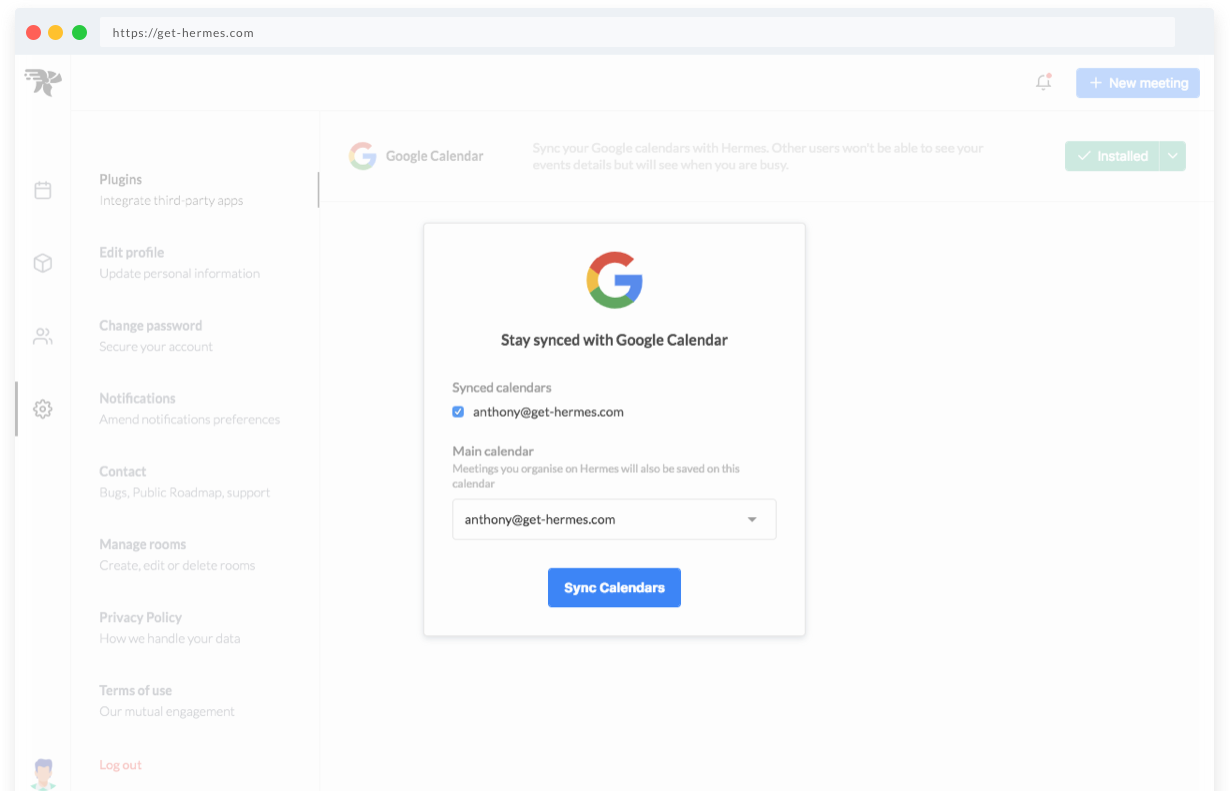 https://get-hermes.com
New meeting
Google Calendar
Sync your Google calendars with Hermes. Other users won't be able to see your
events details but will see when you are busy.
Installed
Plugins
Integrate third-party apps
Edit profile
Update personal information
Change password
Secure your account
Notifications
Amend notifications preferences
Contact
Bugs, Public Roadmap, support
Manage rooms
Create, edit or delete rooms
Privacy Policy
How we handle your data
Terms of use
Our mutual engagement
Log out
Stay synced with Google Calendar
Synced calendars
anthony@get-hermes.com
Main calendar
Meetings you organise on Hermes will also be saved on this
calendar
anthony@get-hermes.com
Sync Calendars